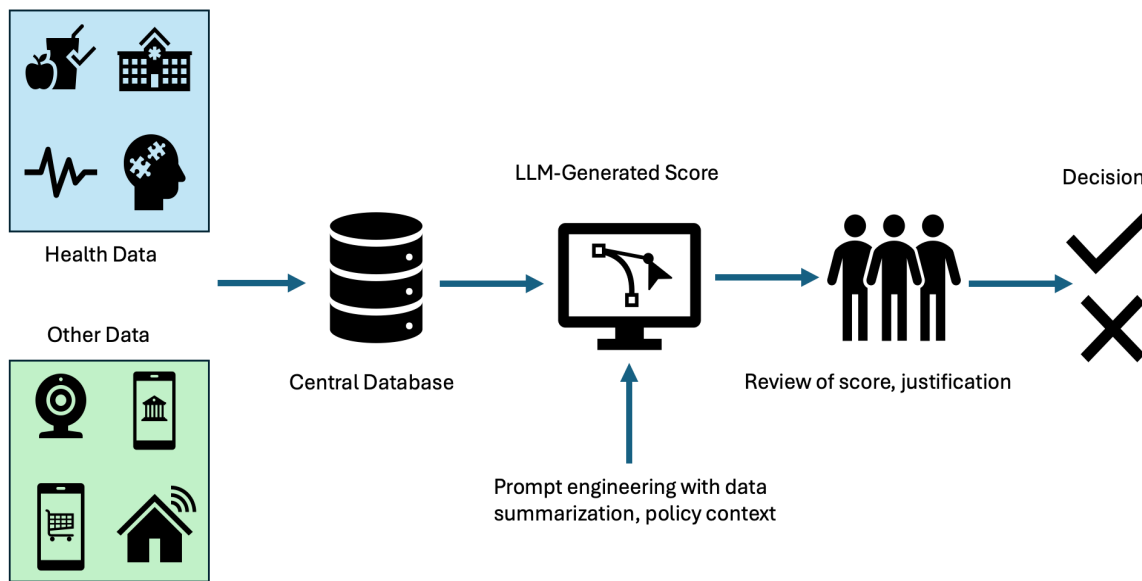 Health Data
Other Data
Central Database
LLM-Generated Score
Prompt engineering with data
summarization, policy context
Review of score, justification
Decision